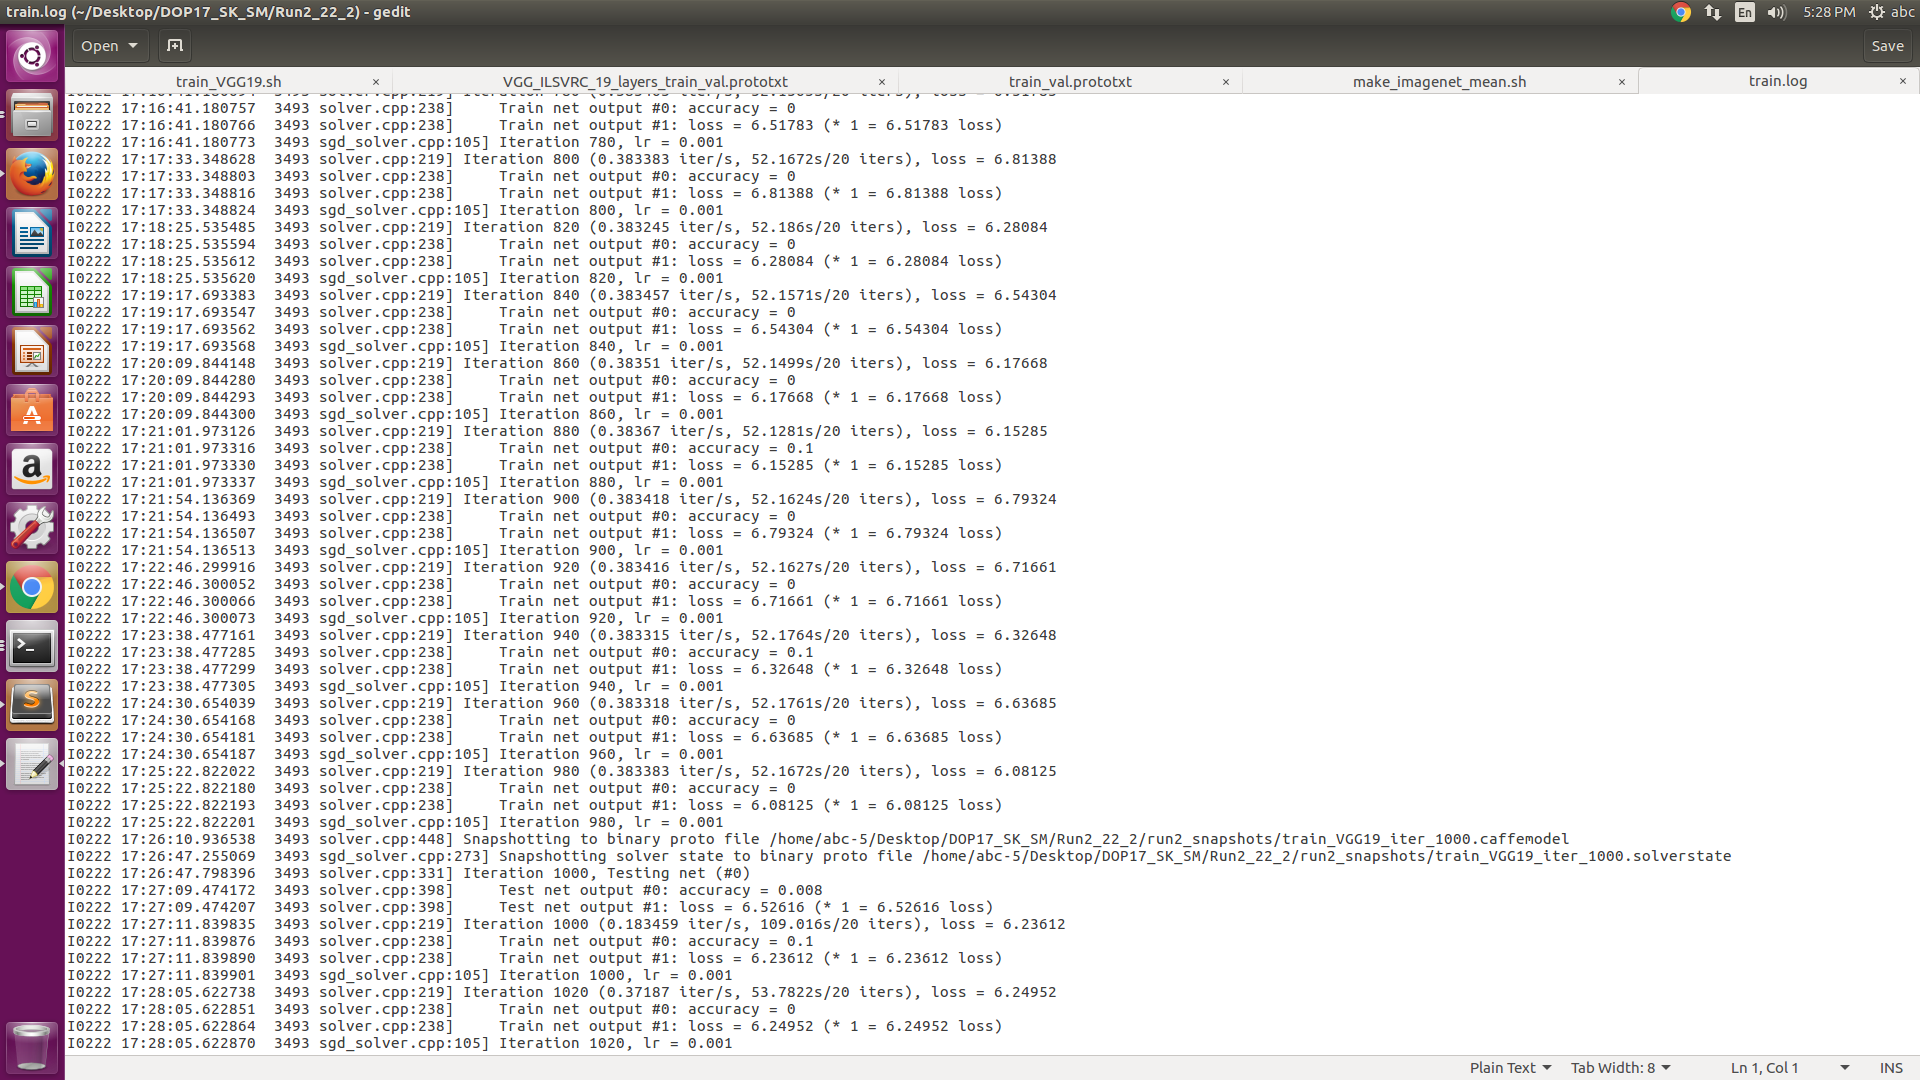 train.log (~/Desktop/DOP17_SK_SM/Run2_22_2) - gedit
En
5:28 PM
abc
Open
Save
train_VGG19.sh ×
VGG_ILSVRC_19_layers_train_val.prototxt ×
train_val.prototxt ×
make_imagenet_mean.sh ×
train.log ×
I0222 17:16:41.180757  3493 solver.cpp:238]     Train net output #0: accuracy = 0
I0222 17:16:41.180766  3493 solver.cpp:238]     Train net output #1: loss = 6.51783 (* 1 = 6.51783 loss)
I0222 17:16:41.180773  3493 sgd_solver.cpp:105] Iteration 780, lr = 0.001
I0222 17:17:33.348628  3493 solver.cpp:219] Iteration 800 (0.383383 iter/s, 52.1672s/20 iters), loss = 6.81388
I0222 17:17:33.348803  3493 solver.cpp:238]     Train net output #0: accuracy = 0
I0222 17:17:33.348816  3493 solver.cpp:238]     Train net output #1: loss = 6.81388 (* 1 = 6.81388 loss)
I0222 17:17:33.348824  3493 sgd_solver.cpp:105] Iteration 800, lr = 0.001
I0222 17:18:25.535485  3493 solver.cpp:219] Iteration 820 (0.383245 iter/s, 52.186s/20 iters), loss = 6.28084
I0222 17:18:25.535594  3493 solver.cpp:238]     Train net output #0: accuracy = 0
I0222 17:18:25.535612  3493 solver.cpp:238]     Train net output #1: loss = 6.28084 (* 1 = 6.28084 loss)
I0222 17:18:25.535620  3493 sgd_solver.cpp:105] Iteration 820, lr = 0.001
I0222 17:19:17.693383  3493 solver.cpp:219] Iteration 840 (0.383457 iter/s, 52.1571s/20 iters), loss = 6.54304
I0222 17:19:17.693547  3493 solver.cpp:238]     Train net output #0: accuracy = 0
I0222 17:19:17.693562  3493 solver.cpp:238]     Train net output #1: loss = 6.54304 (* 1 = 6.54304 loss)
I0222 17:19:17.693568  3493 sgd_solver.cpp:105] Iteration 840, lr = 0.001
I0222 17:20:09.844148  3493 solver.cpp:219] Iteration 860 (0.38351 iter/s, 52.1499s/20 iters), loss = 6.17668
I0222 17:20:09.844280  3493 solver.cpp:238]     Train net output #0: accuracy = 0
I0222 17:20:09.844293  3493 solver.cpp:238]     Train net output #1: loss = 6.17668 (* 1 = 6.17668 loss)
I0222 17:20:09.844300  3493 sgd_solver.cpp:105] Iteration 860, lr = 0.001
I0222 17:21:01.973126  3493 solver.cpp:219] Iteration 880 (0.38367 iter/s, 52.1281s/20 iters), loss = 6.15285
I0222 17:21:01.973316  3493 solver.cpp:238]     Train net output #0: accuracy = 0.1
I0222 17:21:01.973330  3493 solver.cpp:238]     Train net output #1: loss = 6.15285 (* 1 = 6.15285 loss)
I0222 17:21:01.973337  3493 sgd_solver.cpp:105] Iteration 880, lr = 0.001
I0222 17:21:54.136369  3493 solver.cpp:219] Iteration 900 (0.383418 iter/s, 52.1624s/20 iters), loss = 6.79324
I0222 17:21:54.136493  3493 solver.cpp:238]     Train net output #0: accuracy = 0
I0222 17:21:54.136507  3493 solver.cpp:238]     Train net output #1: loss = 6.79324 (* 1 = 6.79324 loss)
I0222 17:21:54.136513  3493 sgd_solver.cpp:105] Iteration 900, lr = 0.001
I0222 17:22:46.299916  3493 solver.cpp:219] Iteration 920 (0.383416 iter/s, 52.1627s/20 iters), loss = 6.71661
I0222 17:22:46.300052  3493 solver.cpp:238]     Train net output #0: accuracy = 0
I0222 17:22:46.300066  3493 solver.cpp:238]     Train net output #1: loss = 6.71661 (* 1 = 6.71661 loss)
I0222 17:22:46.300073  3493 sgd_solver.cpp:105] Iteration 920, lr = 0.001
I0222 17:23:38.477161  3493 solver.cpp:219] Iteration 940 (0.383315 iter/s, 52.1764s/20 iters), loss = 6.32648
I0222 17:23:38.477285  3493 solver.cpp:238]     Train net output #0: accuracy = 0.1
I0222 17:23:38.477299  3493 solver.cpp:238]     Train net output #1: loss = 6.32648 (* 1 = 6.32648 loss)
I0222 17:23:38.477305  3493 sgd_solver.cpp:105] Iteration 940, lr = 0.001
I0222 17:24:30.654039  3493 solver.cpp:219] Iteration 960 (0.383318 iter/s, 52.1761s/20 iters), loss = 6.63685
I0222 17:24:30.654168  3493 solver.cpp:238]     Train net output #0: accuracy = 0
I0222 17:24:30.654181  3493 solver.cpp:238]     Train net output #1: loss = 6.63685 (* 1 = 6.63685 loss)
I0222 17:24:30.654187  3493 sgd_solver.cpp:105] Iteration 960, lr = 0.001
I0222 17:25:22.822022  3493 solver.cpp:219] Iteration 980 (0.383383 iter/s, 52.1672s/20 iters), loss = 6.08125
I0222 17:25:22.822180  3493 solver.cpp:238]     Train net output #0: accuracy = 0
I0222 17:25:22.822193  3493 solver.cpp:238]     Train net output #1: loss = 6.08125 (* 1 = 6.08125 loss)
I0222 17:25:22.822201  3493 sgd_solver.cpp:105] Iteration 980, lr = 0.001
I0222 17:26:10.936538  3493 solver.cpp:448] Snapshotting to binary proto file /home/abc-5/Desktop/DOP17_SK_SM/Run2_22_2/run2_snapshots/train_VGG19_iter_1000.caffemodel
I0222 17:26:47.255069  3493 sgd_solver.cpp:273] Snapshotting solver state to binary proto file /home/abc-5/Desktop/DOP17_SK_SM/Run2_22_2/run2_snapshots/train_VGG19_iter_1000.solverstate
I0222 17:26:47.798396  3493 solver.cpp:331] Iteration 1000, Testing net (#0)
I0222 17:27:09.474172  3493 solver.cpp:398]     Test net output #0: accuracy = 0.008
I0222 17:27:09.474207  3493 solver.cpp:398]     Test net output #1: loss = 6.52616 (* 1 = 6.52616 loss)
I0222 17:27:11.839835  3493 solver.cpp:219] Iteration 1000 (0.183459 iter/s, 109.016s/20 iters), loss = 6.23612
I0222 17:27:11.839876  3493 solver.cpp:238]     Train net output #0: accuracy = 0.1
I0222 17:27:11.839890  3493 solver.cpp:238]     Train net output #1: loss = 6.23612 (* 1 = 6.23612 loss)
I0222 17:27:11.839901  3493 sgd_solver.cpp:105] Iteration 1000, lr = 0.001
I0222 17:28:05.622738  3493 solver.cpp:219] Iteration 1020 (0.37187 iter/s, 53.7822s/20 iters), loss = 6.24952
I0222 17:28:05.622851  3493 solver.cpp:238]     Train net output #0: accuracy = 0
I0222 17:28:05.622864  3493 solver.cpp:238]     Train net output #1: loss = 6.24952 (* 1 = 6.24952 loss)
I0222 17:28:05.622870  3493 sgd_solver.cpp:105] Iteration 1020, lr = 0.001
Plain Text
Tab Width: 8
Ln 1, Col 1
INS